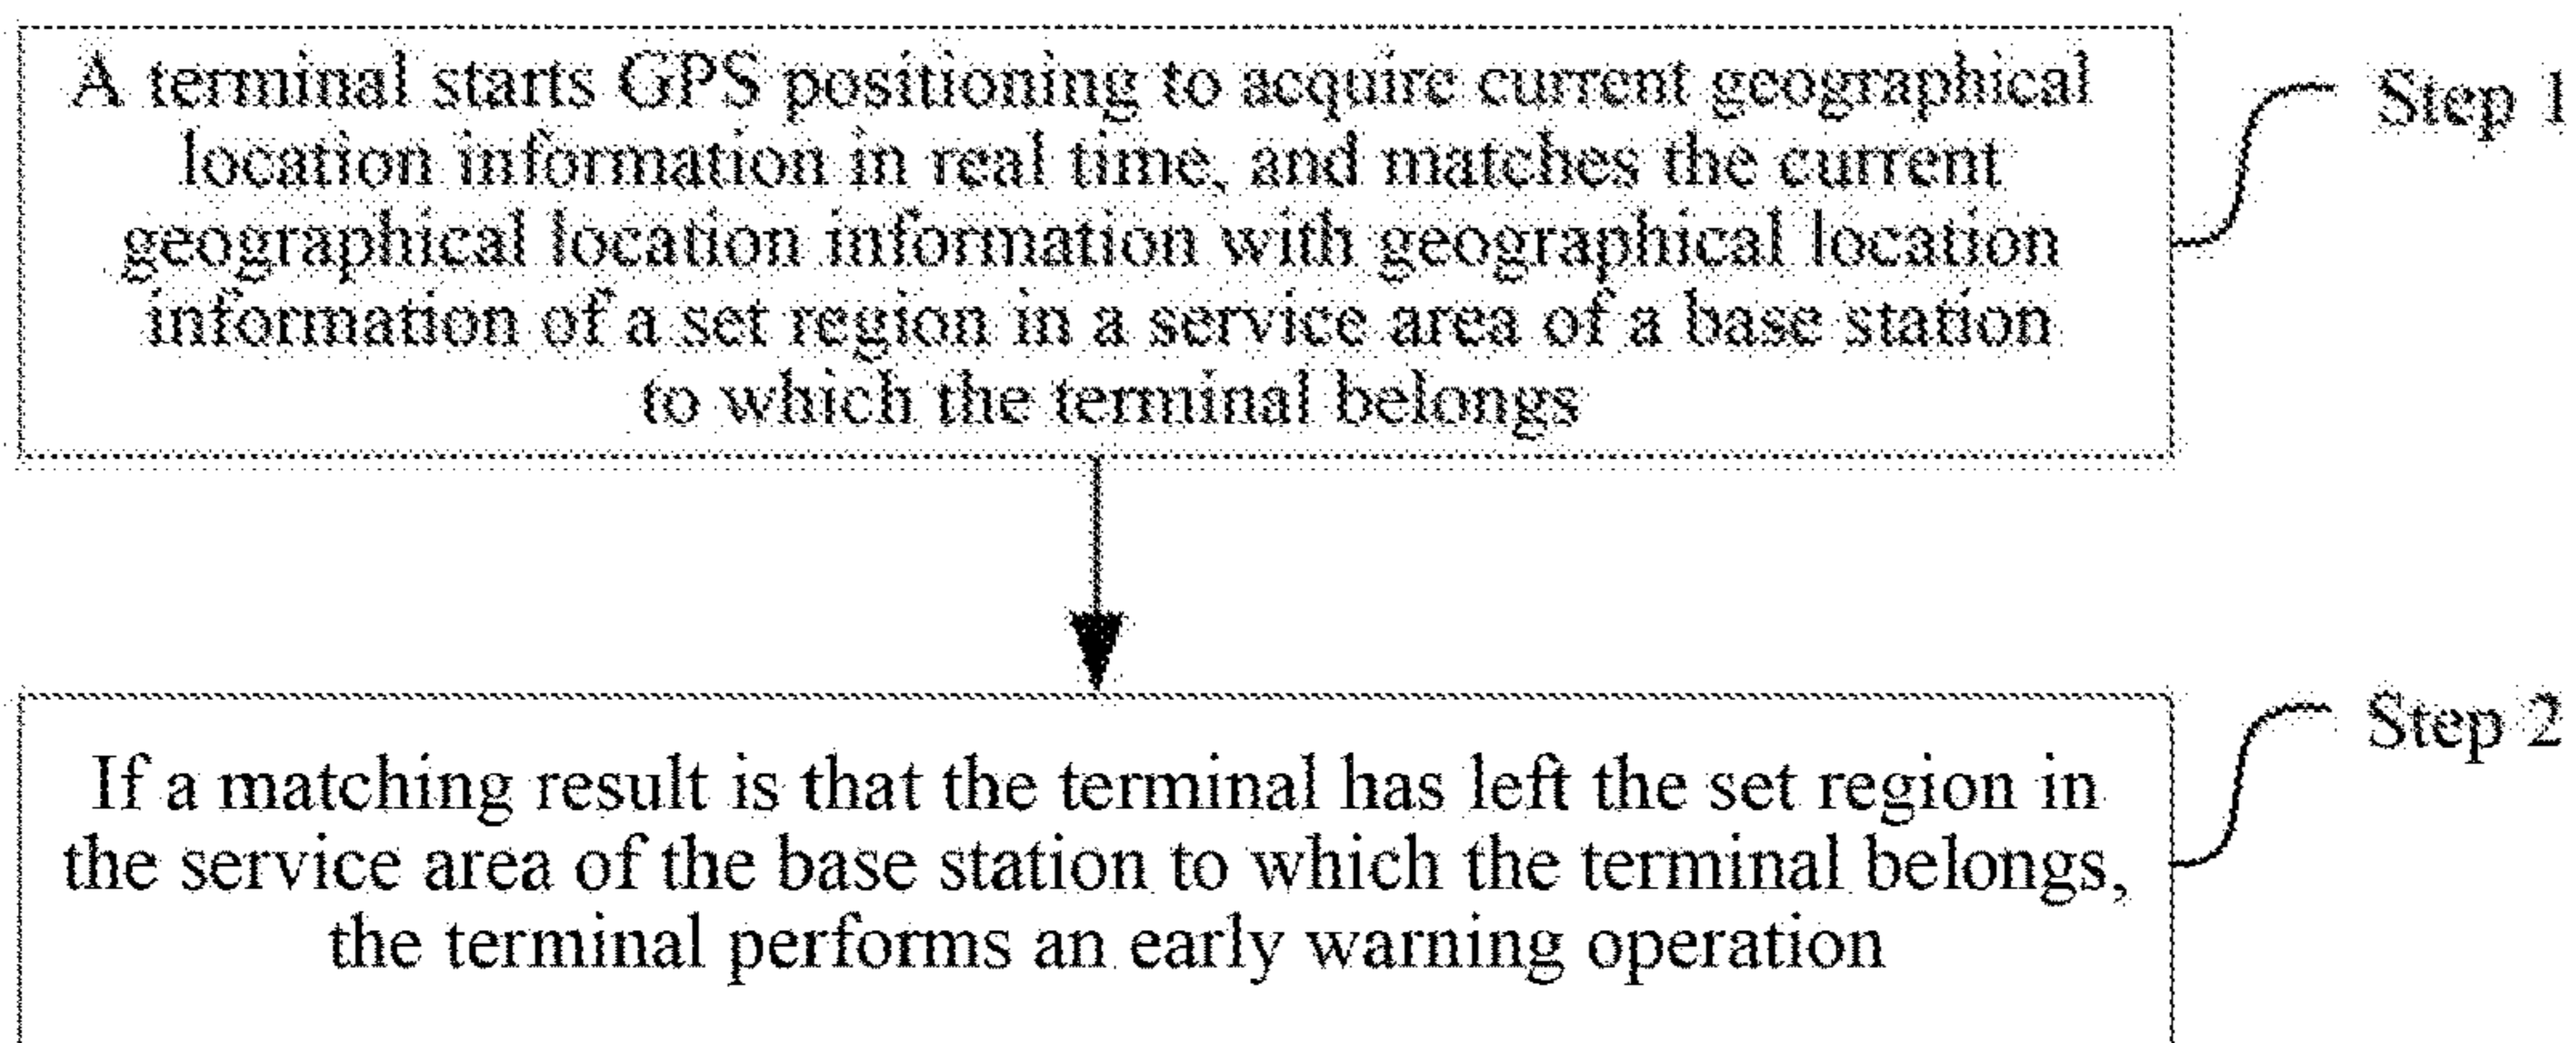 A terminal starts GPS positioning to acquire current geographical
location information in real time, and matches the current
geographical location information with geographical location
information of a set region in a service area of a base station
to which the terminal belongs
Step 1
If a matching result is that the terminal has left the set region in
the service area of the base station to which the terminal belongs,
the terminal performs an early warning operation
Step 2